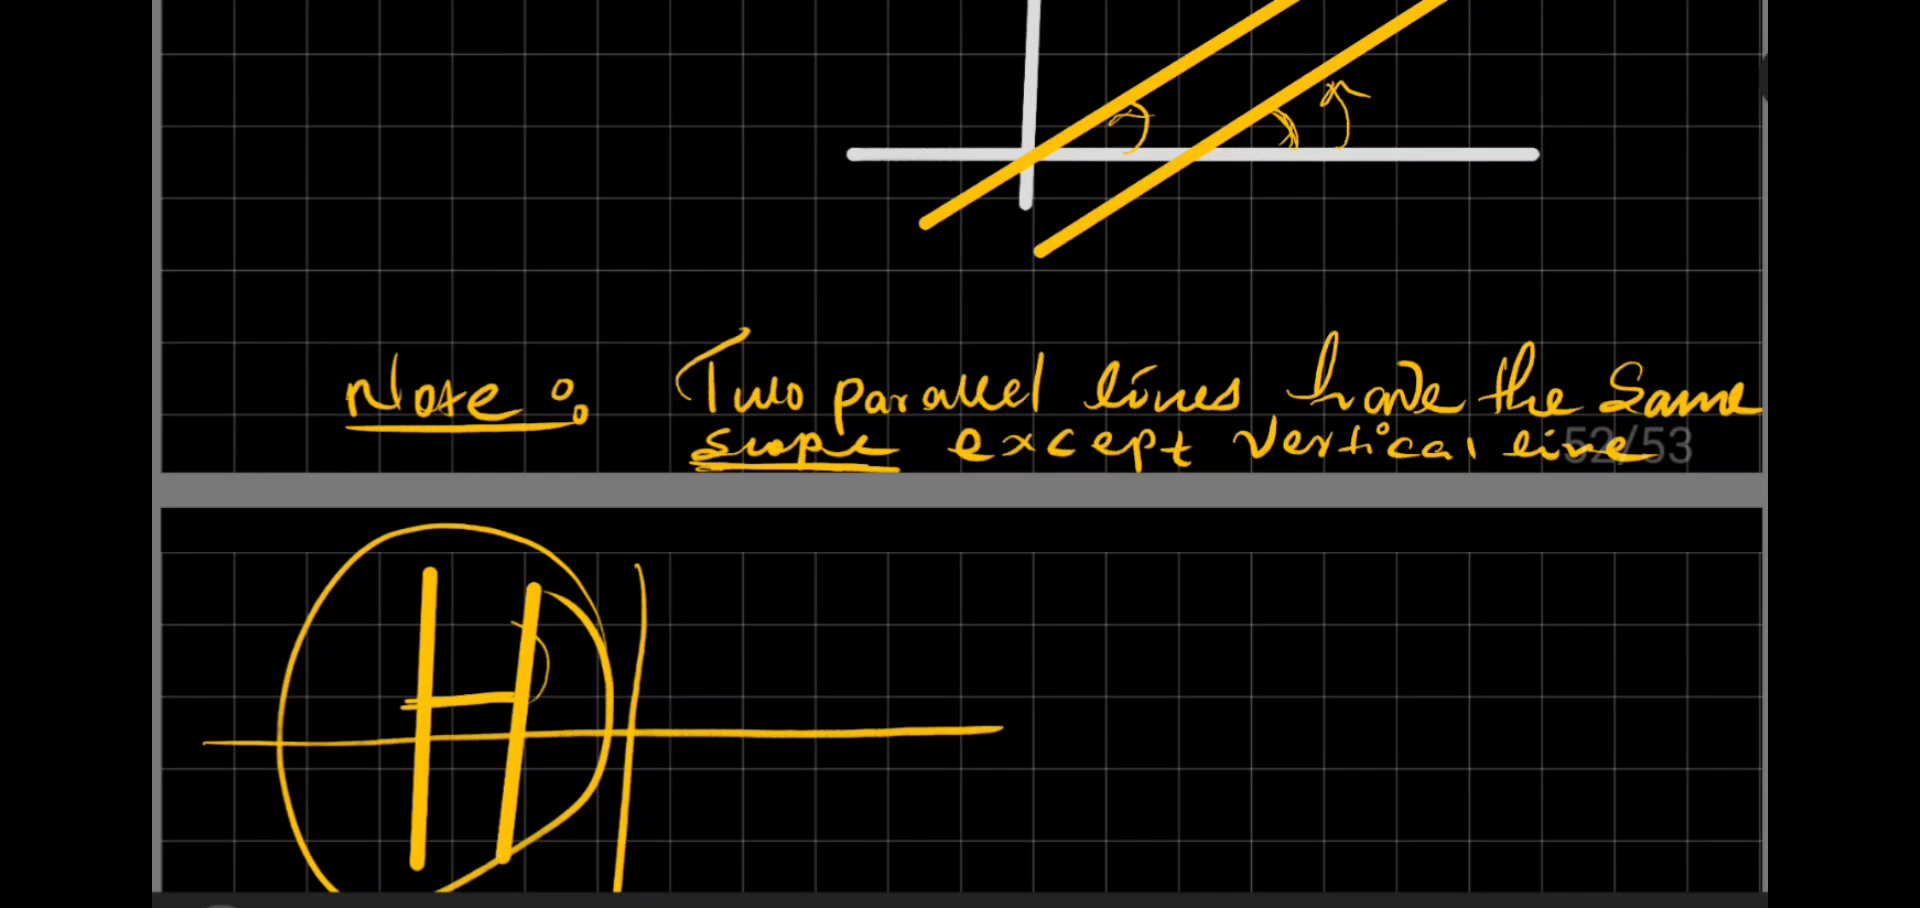 Note : Two parallel lines have the same
slope except vertical line
52/53